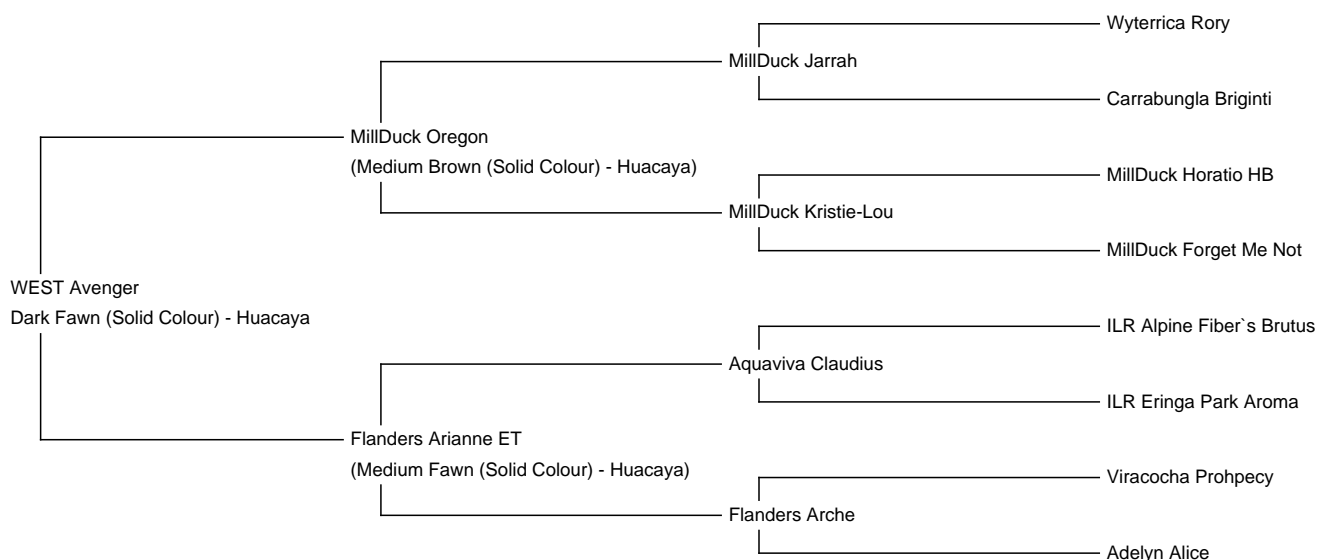 Wyterrica Rory
MillDuck Jarrah
Carrabungla Briginti
MillDuck Oregon
(Medium Brown (Solid Colour) - Huacaya)
MillDuck Horatio HB
MillDuck Kristie-Lou
MillDuck Forget Me Not
WEST Avenger
Dark Fawn (Solid Colour) - Huacaya
ILR Alpine Fiber`s Brutus
Aquaviva Claudius
ILR Eringa Park Aroma
Flanders Arianne ET
(Medium Fawn (Solid Colour) - Huacaya)
Viracocha Prohpecy
Flanders Arche
Adelyn Alice